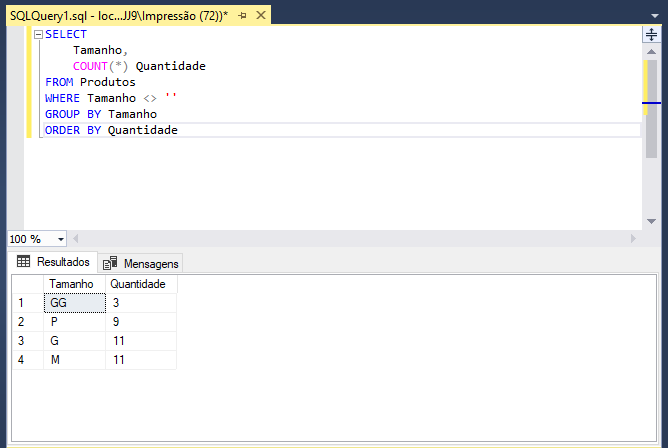 SQLQuery1.sql - loc...JJ9\Impressão (72))*
SELECT
Tamanho,
COUNT(*) Quantidade
FROM Produtos
WHERE Tamanho <> ''
GROUP BY Tamanho
ORDER BY Quantidade
100 %
Resultados Mensagens
Tamanho Quantidade
1 GG 3
2 P 9
3 G 11
4 M 11